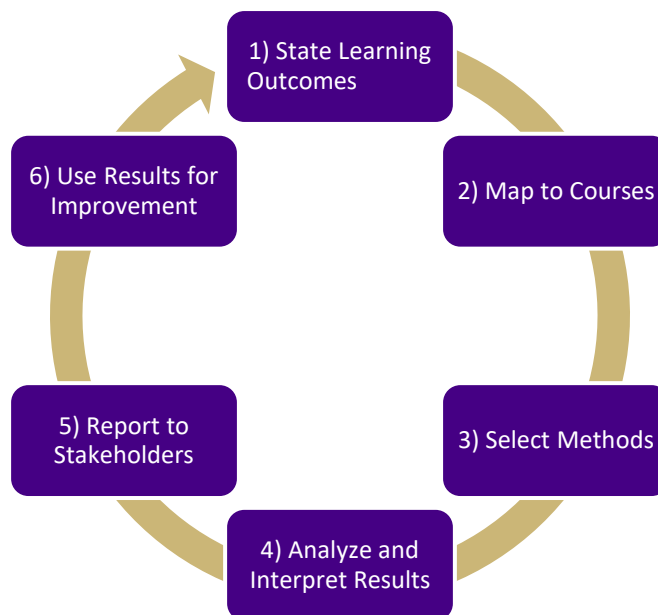 1) State Learning
Outcomes
2) Map to Courses
3) Select Methods
4) Analyze and
Interpret Results
5) Report to
Stakeholders
6) Use Results for
Improvement